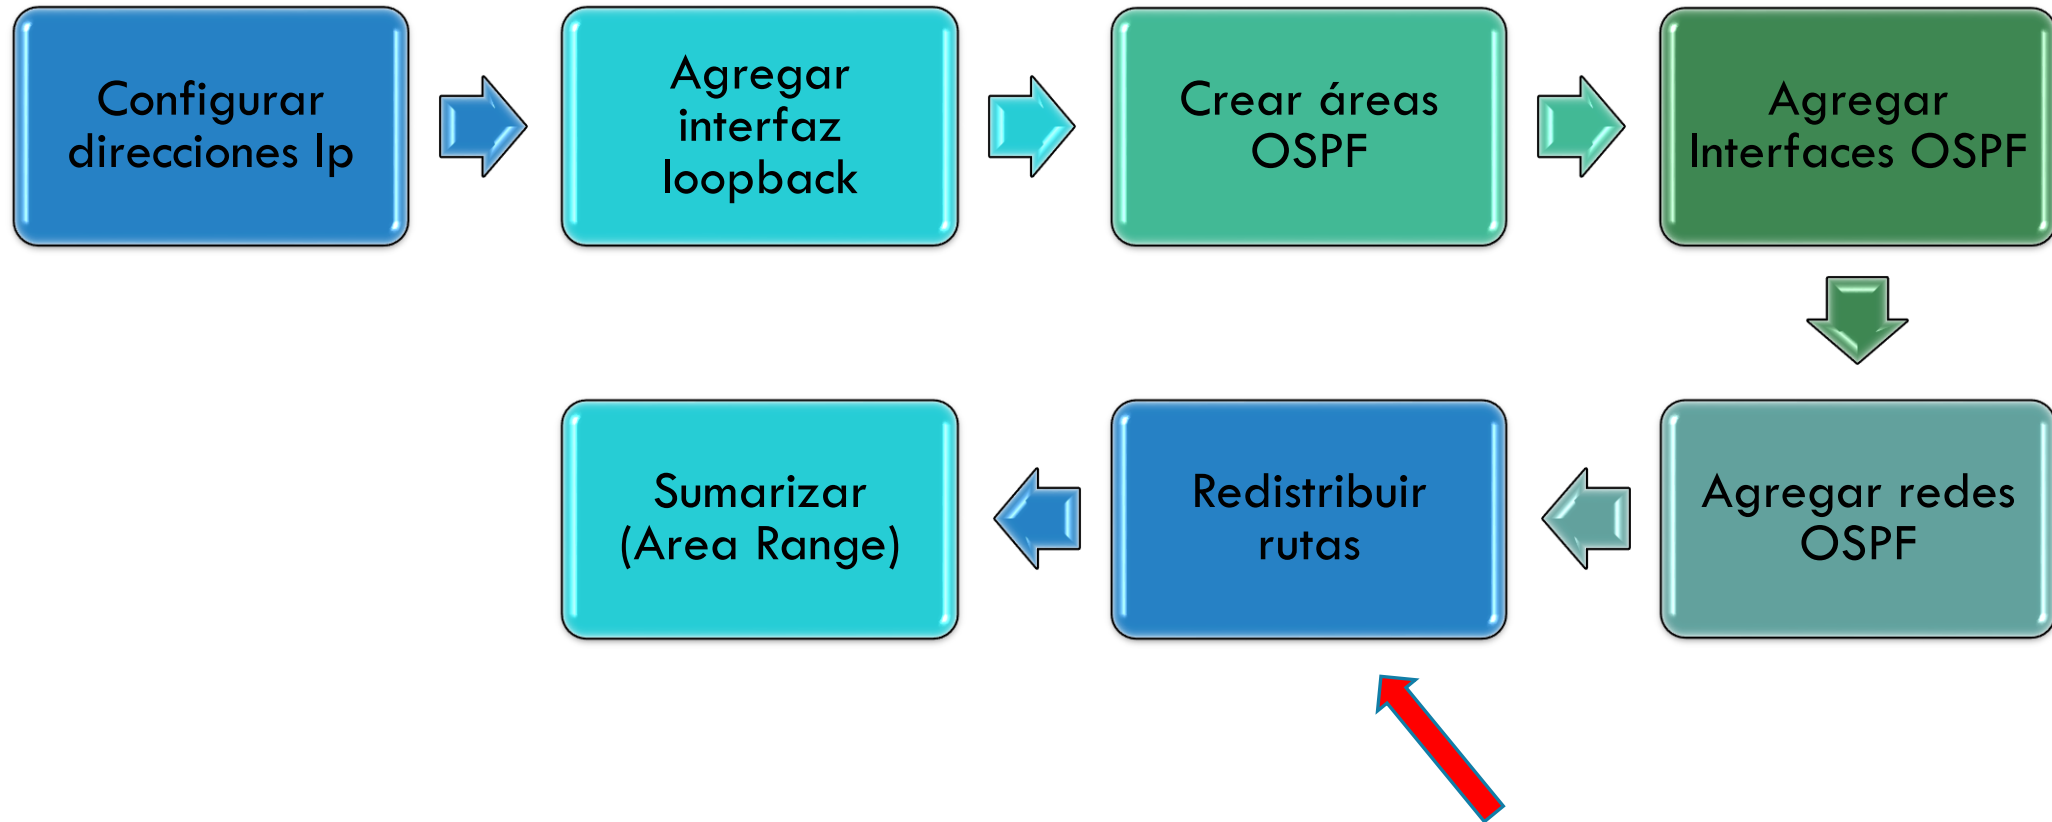 Configurar
direcciones Ip
Agregar
interfaz
loopback
Crear áreas
OSPF
Agregar
Interfaces OSPF
Agregar redes
OSPF
Redistribuir
rutas
Sumarizar
(Area Range)